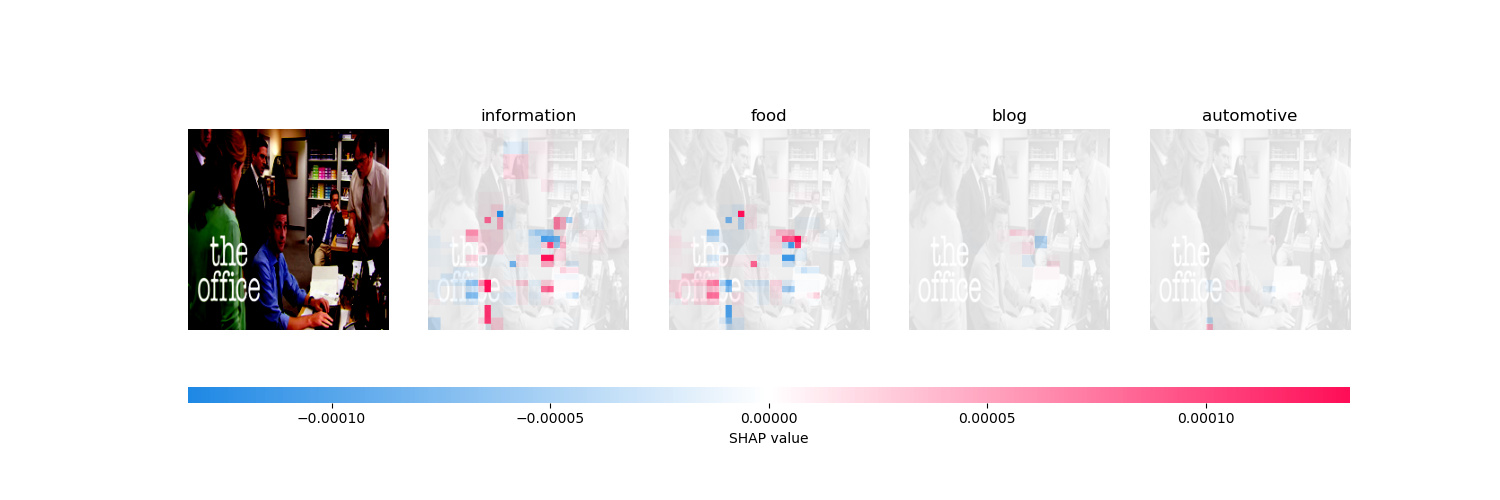 information food blog automotive
the
office
the
office
the
office
the
office
the
office
−0.00010 −0.00005 0.00000 0.00005 0.00010
SHAP value